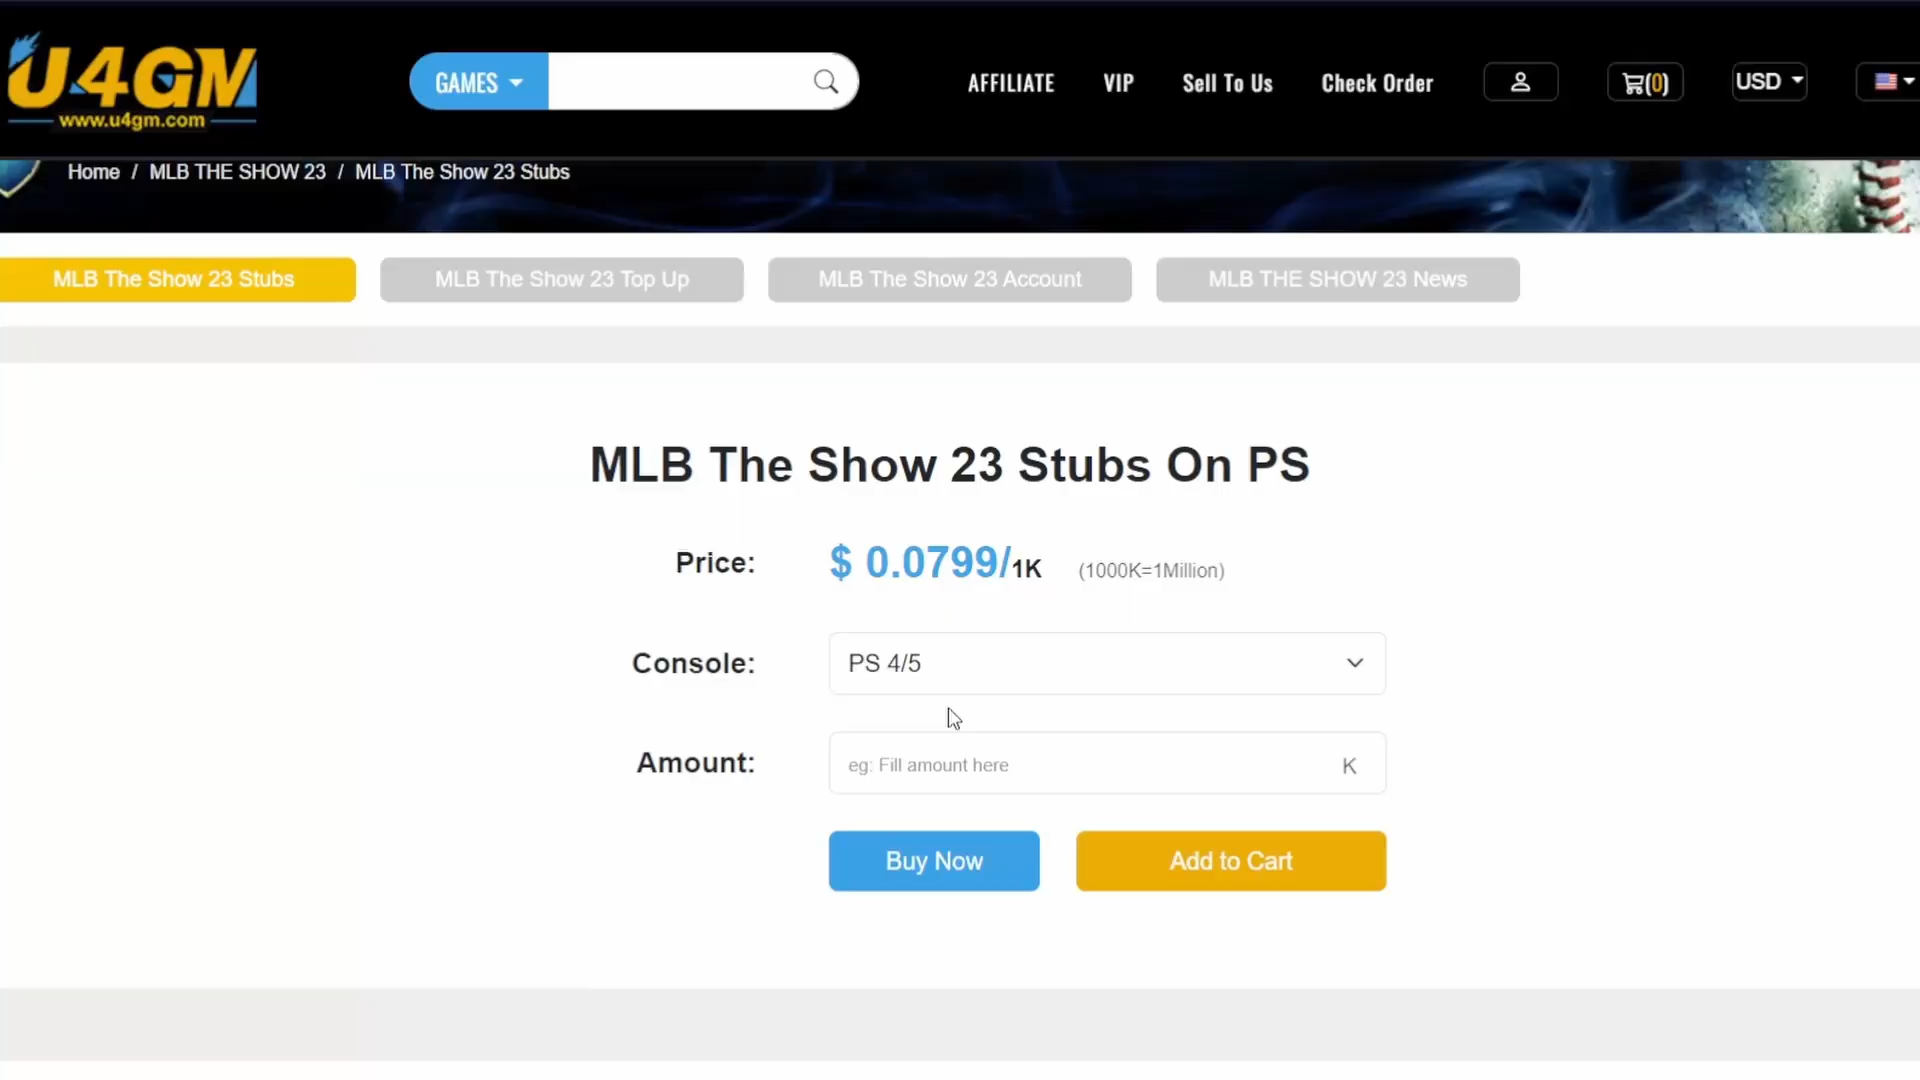 U4GM
www.u4gm.com
GAMES
AFFILIATE
VIP
Sell To Us
Check Order
(0)
USD
Home / MLB THE SHOW 23 / MLB The Show 23 Stubs
MLB The Show 23 Stubs
MLB The Show 23 Top Up
MLB The Show 23 Account
MLB THE SHOW 23 News
MLB The Show 23 Stubs On PS
Price: $ 0.0799/1K (1000K=1Million)
Console: PS 4/5
Amount: eg: Fill amount here K
Buy Now
Add to Cart